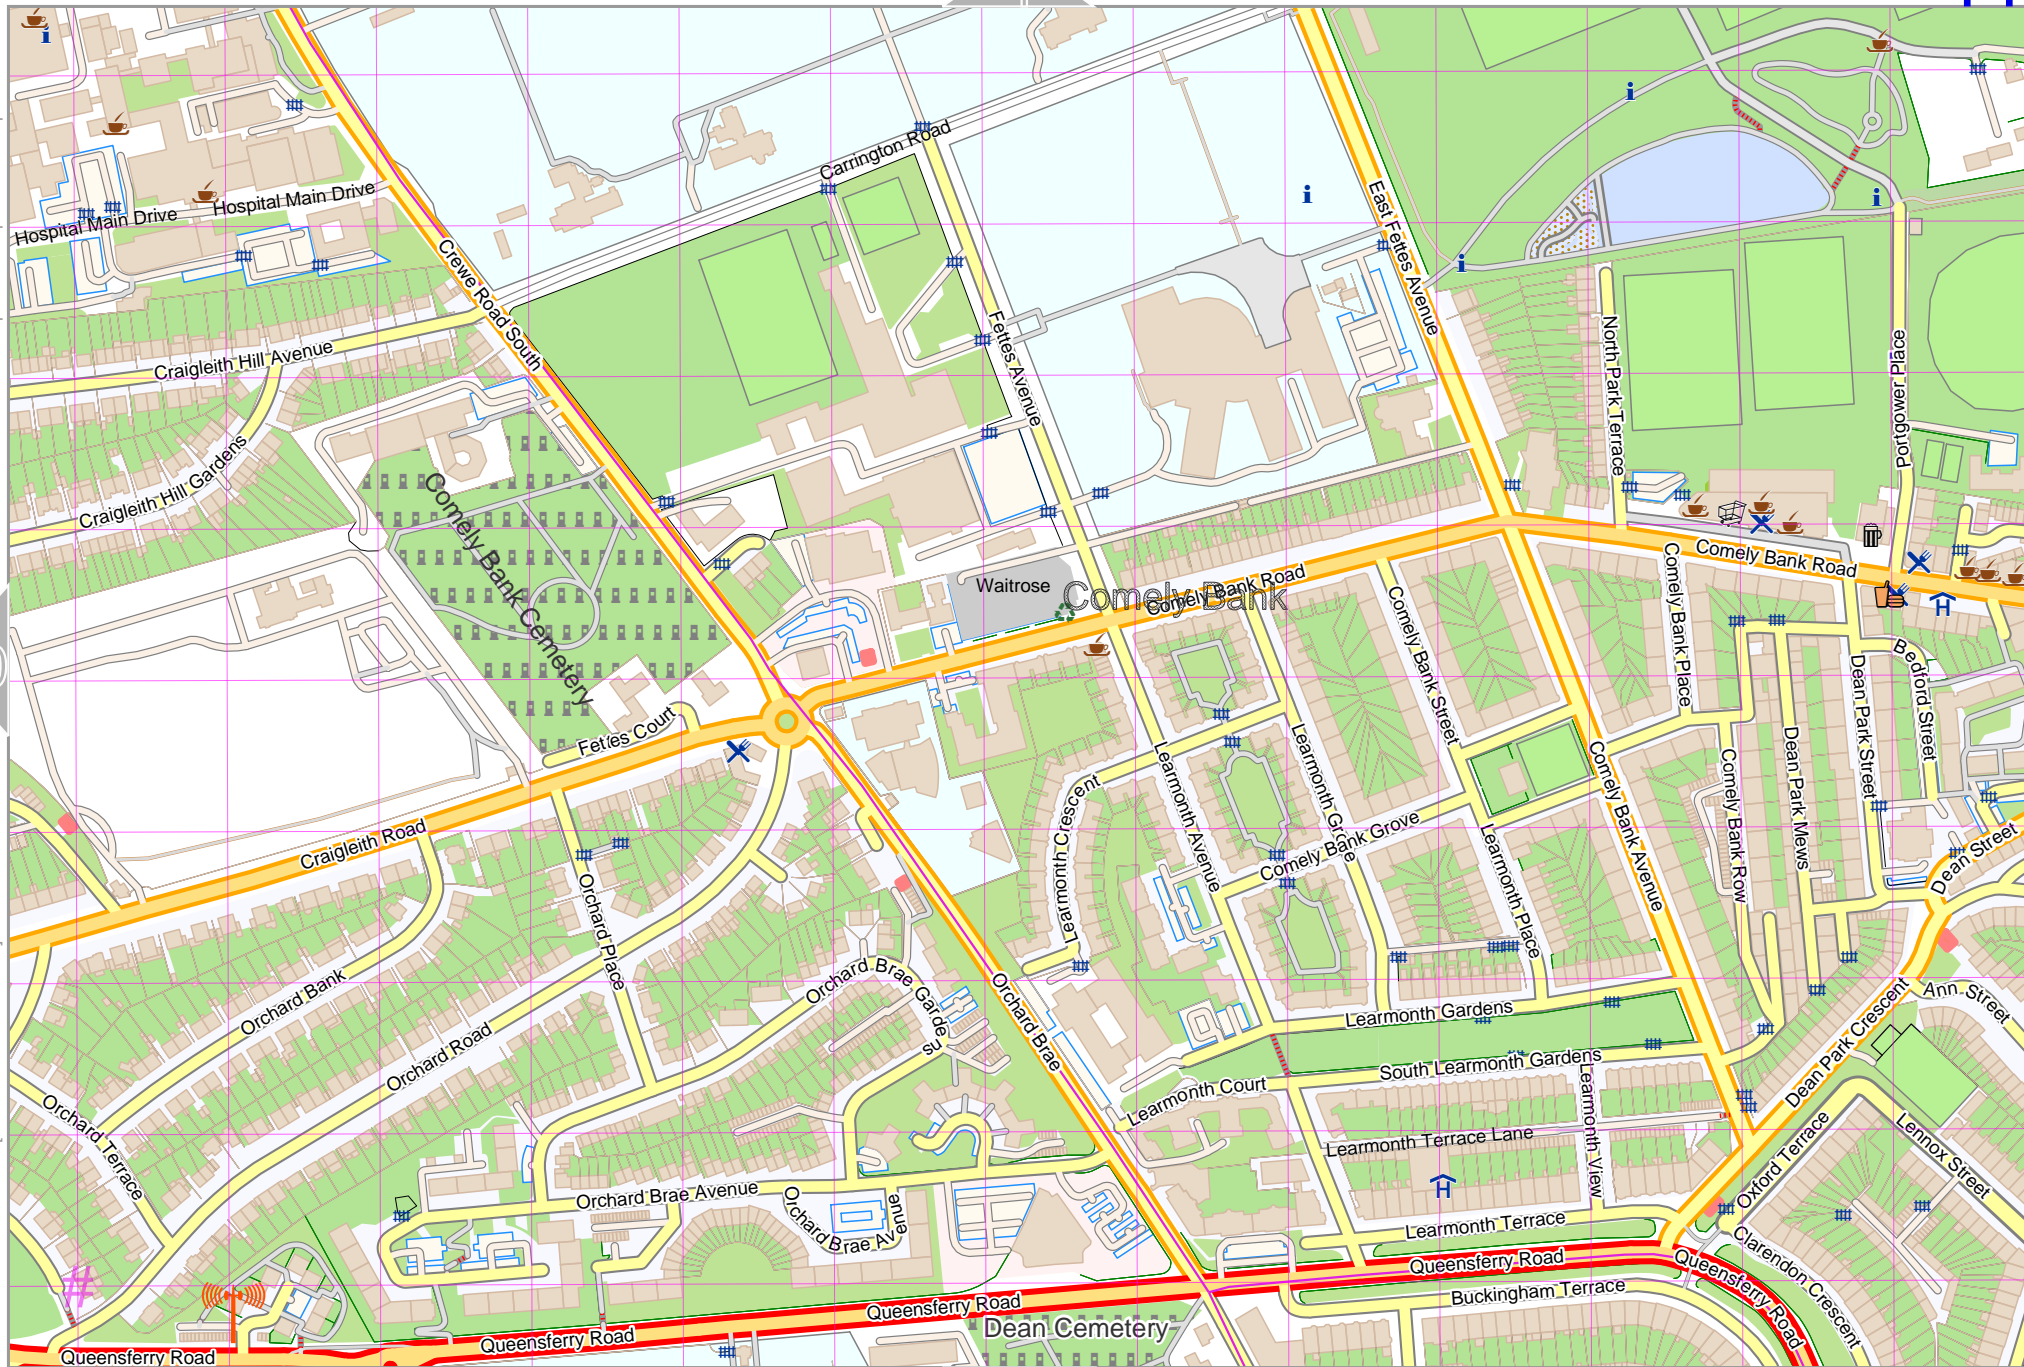 Carrington Road
Hospital Main Drive
Hospital Main Drive
East Fettes Avenue
Crewe Road South
Fettes Avenue
North Park Terrace
Portgower Place
Craigleith Hill Avenue
Craigleith Hill Gardens
Comely Bank Cemetery
Waitrose
Comely Bank
Comely Bank Road
Comely Bank Road
Comely Bank Street
Comely Bank Place
Dean Park Street
Bedford Street
Fettes Court
Learmonth Crescent
Learmonth Avenue
Learmonth Grove
Comely Bank Grove
Comely Bank Avenue
Comely Bank Row
Dean Park Mews
Dean Street
Craigleith Road
Orchard Place
Learmonth Place
Orchard Bank
Orchard Road
Orchard Brae Gardens
Orchard Brae
Learmonth Gardens
South Learmonth Gardens
Dean Park Crescent
Ann Street
Orchard Terrace
Learmonth Court
Learmonth Terrace Lane
Learmonth View
Oxford Terrace
Lennox Street
Orchard Brae Avenue
Orchard Brae Avenue
Learmonth Terrace
Clarendon Crescent
Queensferry Road
Queensferry Road
Buckingham Terrace
Queensferry Road
Queensferry Road
Queensferry Road
Dean Cemetery